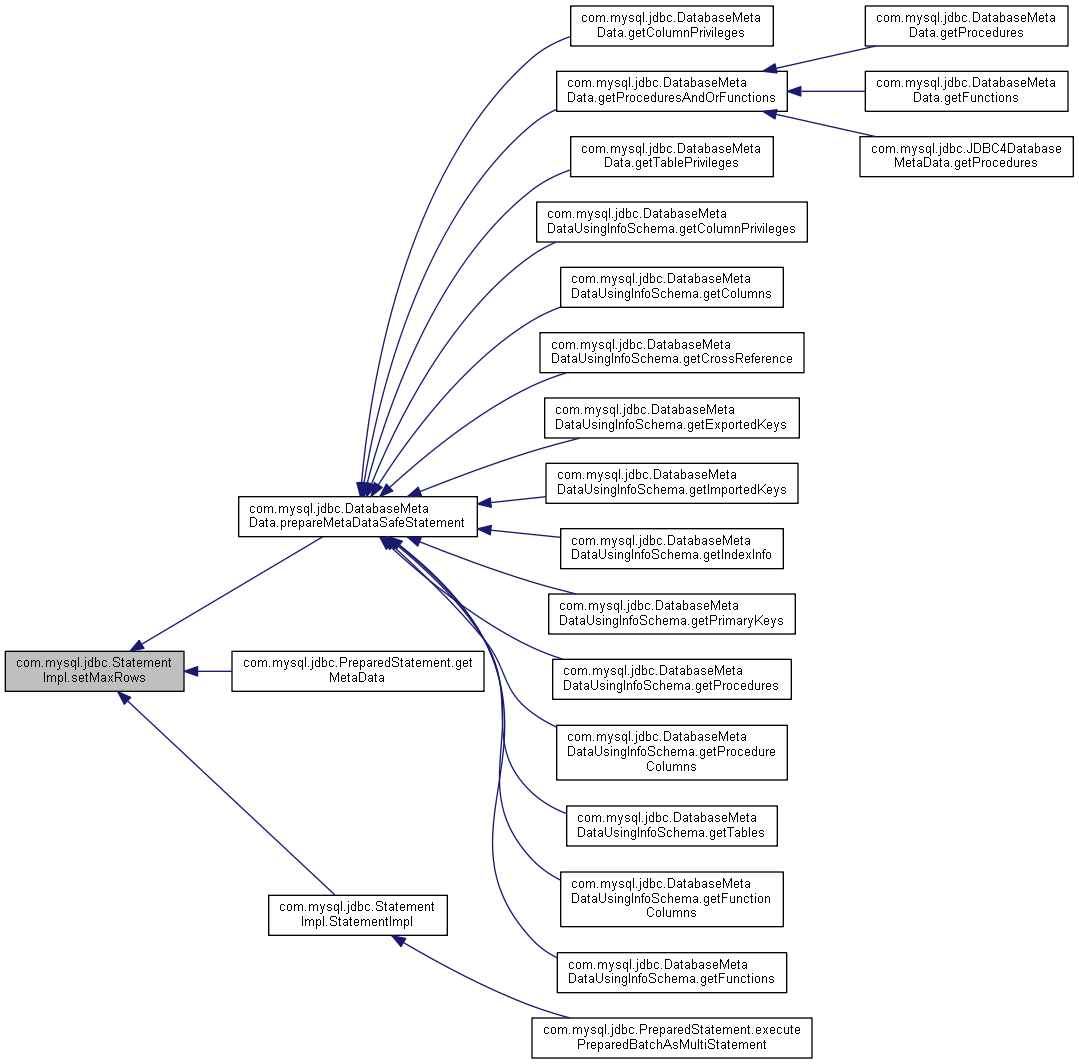 com.mysql.jdbc.DatabaseMeta
Data.getColumnPrivileges
com.mysql.jdbc.DatabaseMeta
Data.getProcedures
com.mysql.jdbc.DatabaseMeta
Data.getProceduresAndOrFunctions
com.mysql.jdbc.DatabaseMeta
Data.getFunctions
com.mysql.jdbc.DatabaseMeta
Data.getTablePrivileges
com.mysql.jdbc.JDBC4Database
MetaData.getProcedures
com.mysql.jdbc.DatabaseMeta
DataUsingInfoSchema.getColumnPrivileges
com.mysql.jdbc.DatabaseMeta
DataUsingInfoSchema.getColumns
com.mysql.jdbc.DatabaseMeta
DataUsingInfoSchema.getCrossReference
com.mysql.jdbc.DatabaseMeta
DataUsingInfoSchema.getExportedKeys
com.mysql.jdbc.DatabaseMeta
DataUsingInfoSchema.getImportedKeys
com.mysql.jdbc.DatabaseMeta
Data.prepareMetaDataSafeStatement
com.mysql.jdbc.DatabaseMeta
DataUsingInfoSchema.getIndexInfo
com.mysql.jdbc.DatabaseMeta
DataUsingInfoSchema.getPrimaryKeys
com.mysql.jdbc.Statement
Impl.setMaxRows
com.mysql.jdbc.PreparedStatement.get
MetaData
com.mysql.jdbc.DatabaseMeta
DataUsingInfoSchema.getProcedures
com.mysql.jdbc.DatabaseMeta
DataUsingInfoSchema.getProcedure
Columns
com.mysql.jdbc.DatabaseMeta
DataUsingInfoSchema.getTables
com.mysql.jdbc.DatabaseMeta
DataUsingInfoSchema.getFunction
Columns
com.mysql.jdbc.Statement
Impl.StatementImpl
com.mysql.jdbc.DatabaseMeta
DataUsingInfoSchema.getFunctions
com.mysql.jdbc.PreparedStatement.execute
PreparedBatchAsMultiStatement